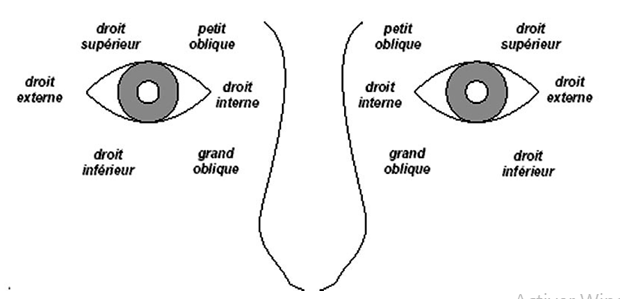 droit
supérieur
petit
oblique
petit
oblique
droit
supérieur
droit
externe
droit
interne
droit
interne
droit
externe
droit
inférieur
grand
oblique
grand
oblique
droit
inférieur